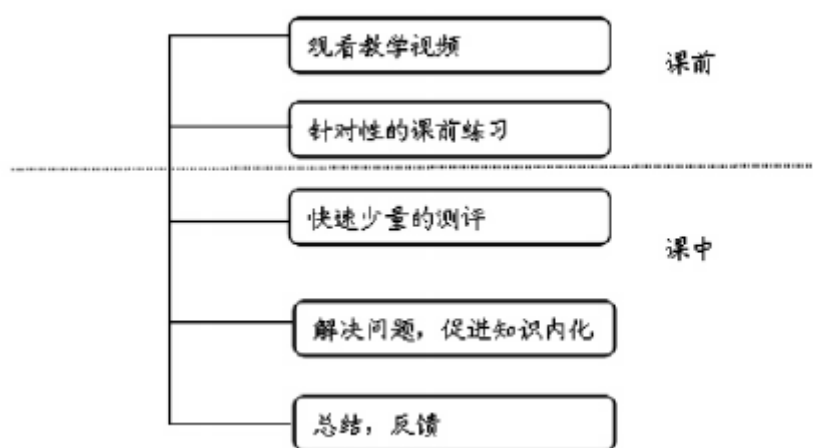 观看教学视频
课前
针对性的课前练习
快速少量的测评
课中
解决问题，促进知识内化
总结，反馈